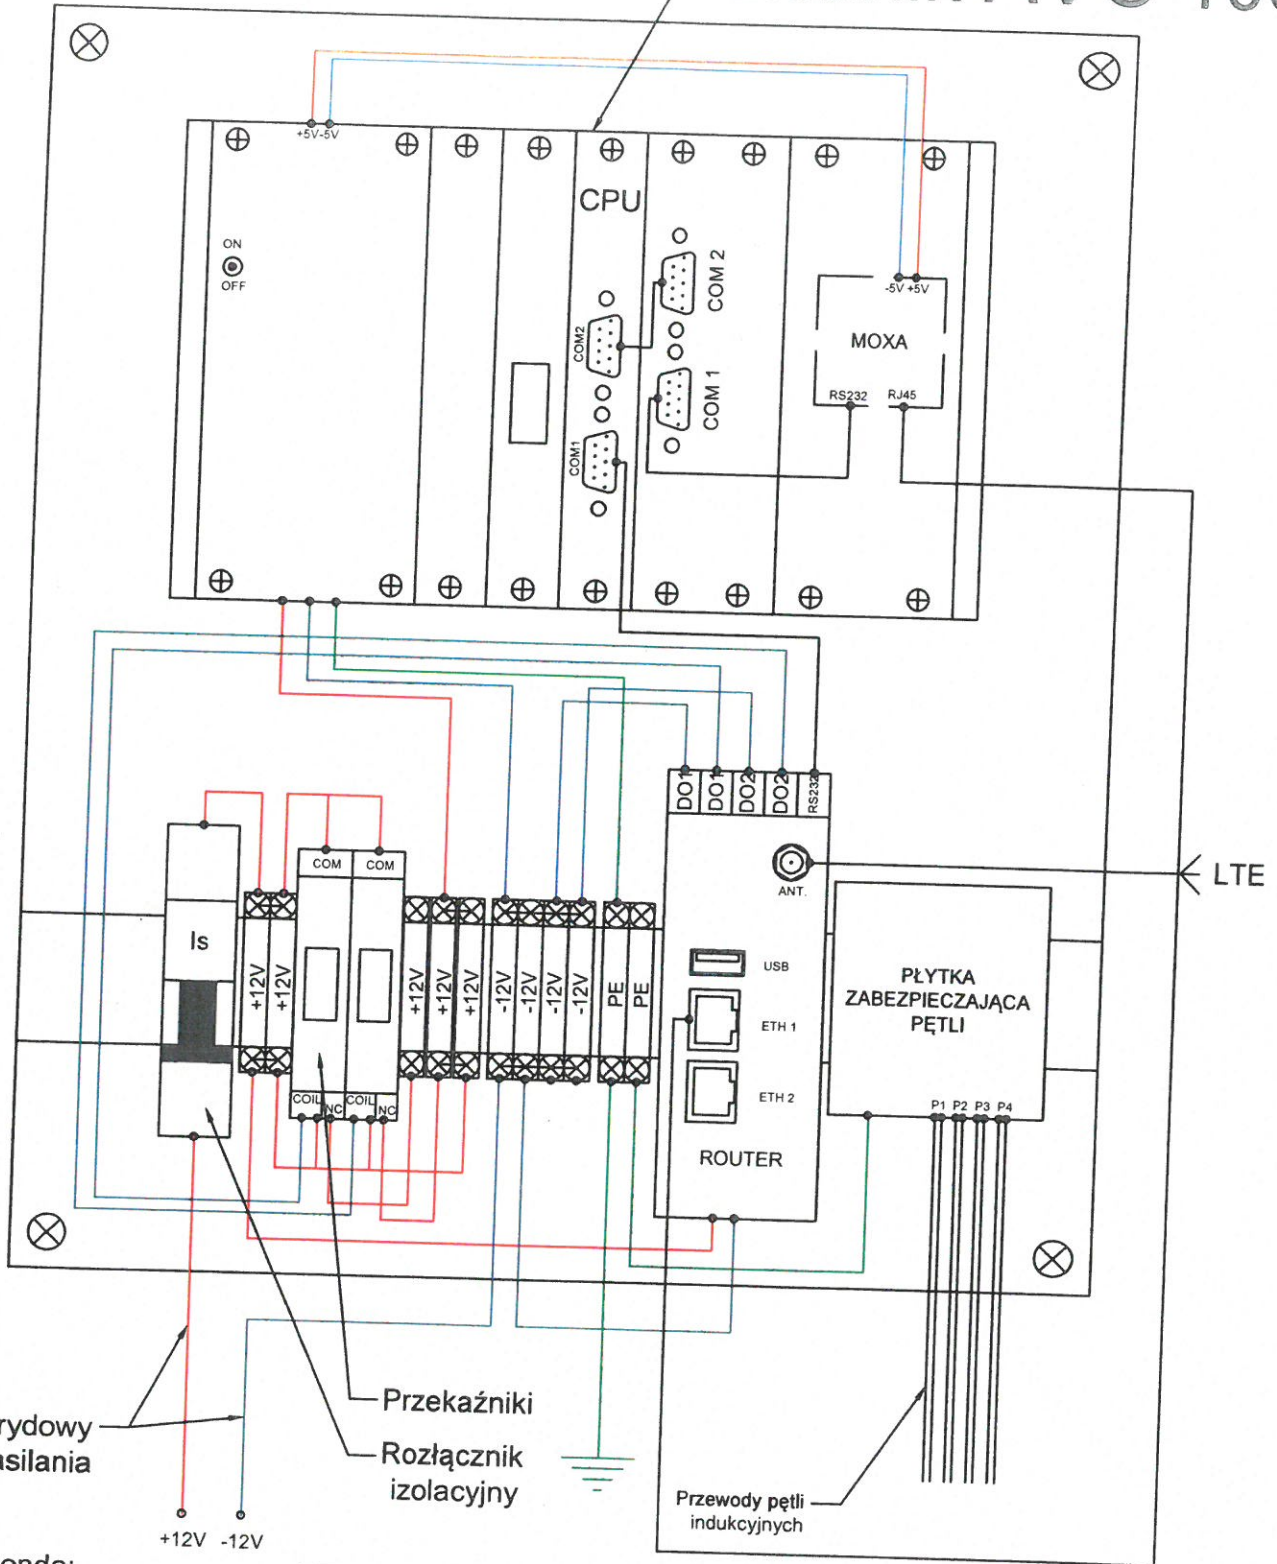 +5V-5V
CPU
ON
OFF
COM2
COM1
COM 2
COM 1
-5V +5V
MOXA
RS232 RJ45
DO1 DO1 DO2 DO2 RS232
ANT.
LTE
COM COM
Is
+12V +12V
+12V +12V +12V
-12V -12V -12V -12V
PE PE
USB
ETH 1
ETH 2
ROUTER
PŁYTKA
ZABEZPIECZAJĄCA
PĘTLI
P1 P2 P3 P4
COIL NC COIL NC
Przekaźniki
Rozłącznik
izolacyjny
Przewody pętli
indukcyjnych
+12V -12V